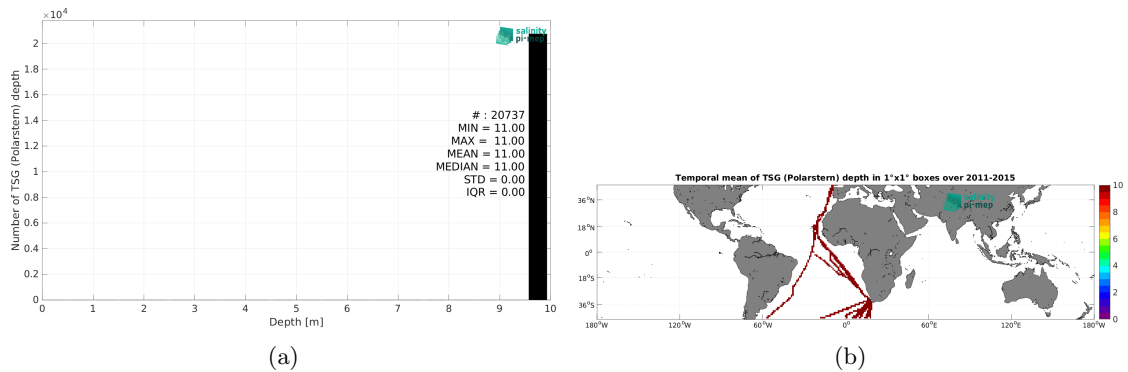 ×10⁴
2
1.8
1.6
1.4
1.2
1
0.8
0.6
0.4
0.2
0
Number of TSG (Polarstern) depth
salinity
pi-mep
# : 20737
MIN = 11.00
MAX = 11.00
MEAN = 11.00
MEDIAN = 11.00
STD = 0.00
IQR = 0.00
0 1 2 3 4 5 6 7 8 9 10
Depth [m]
(a)
Temporal mean of TSG (Polarstern) depth in 1°x1° boxes over 2011-2015
salinity
pi-mep
36°N
18°N
0°
18°S
36°S
180°W 120°W 60°W 0° 60°E 120°E 180°W
10
8
6
4
2
0
(b)